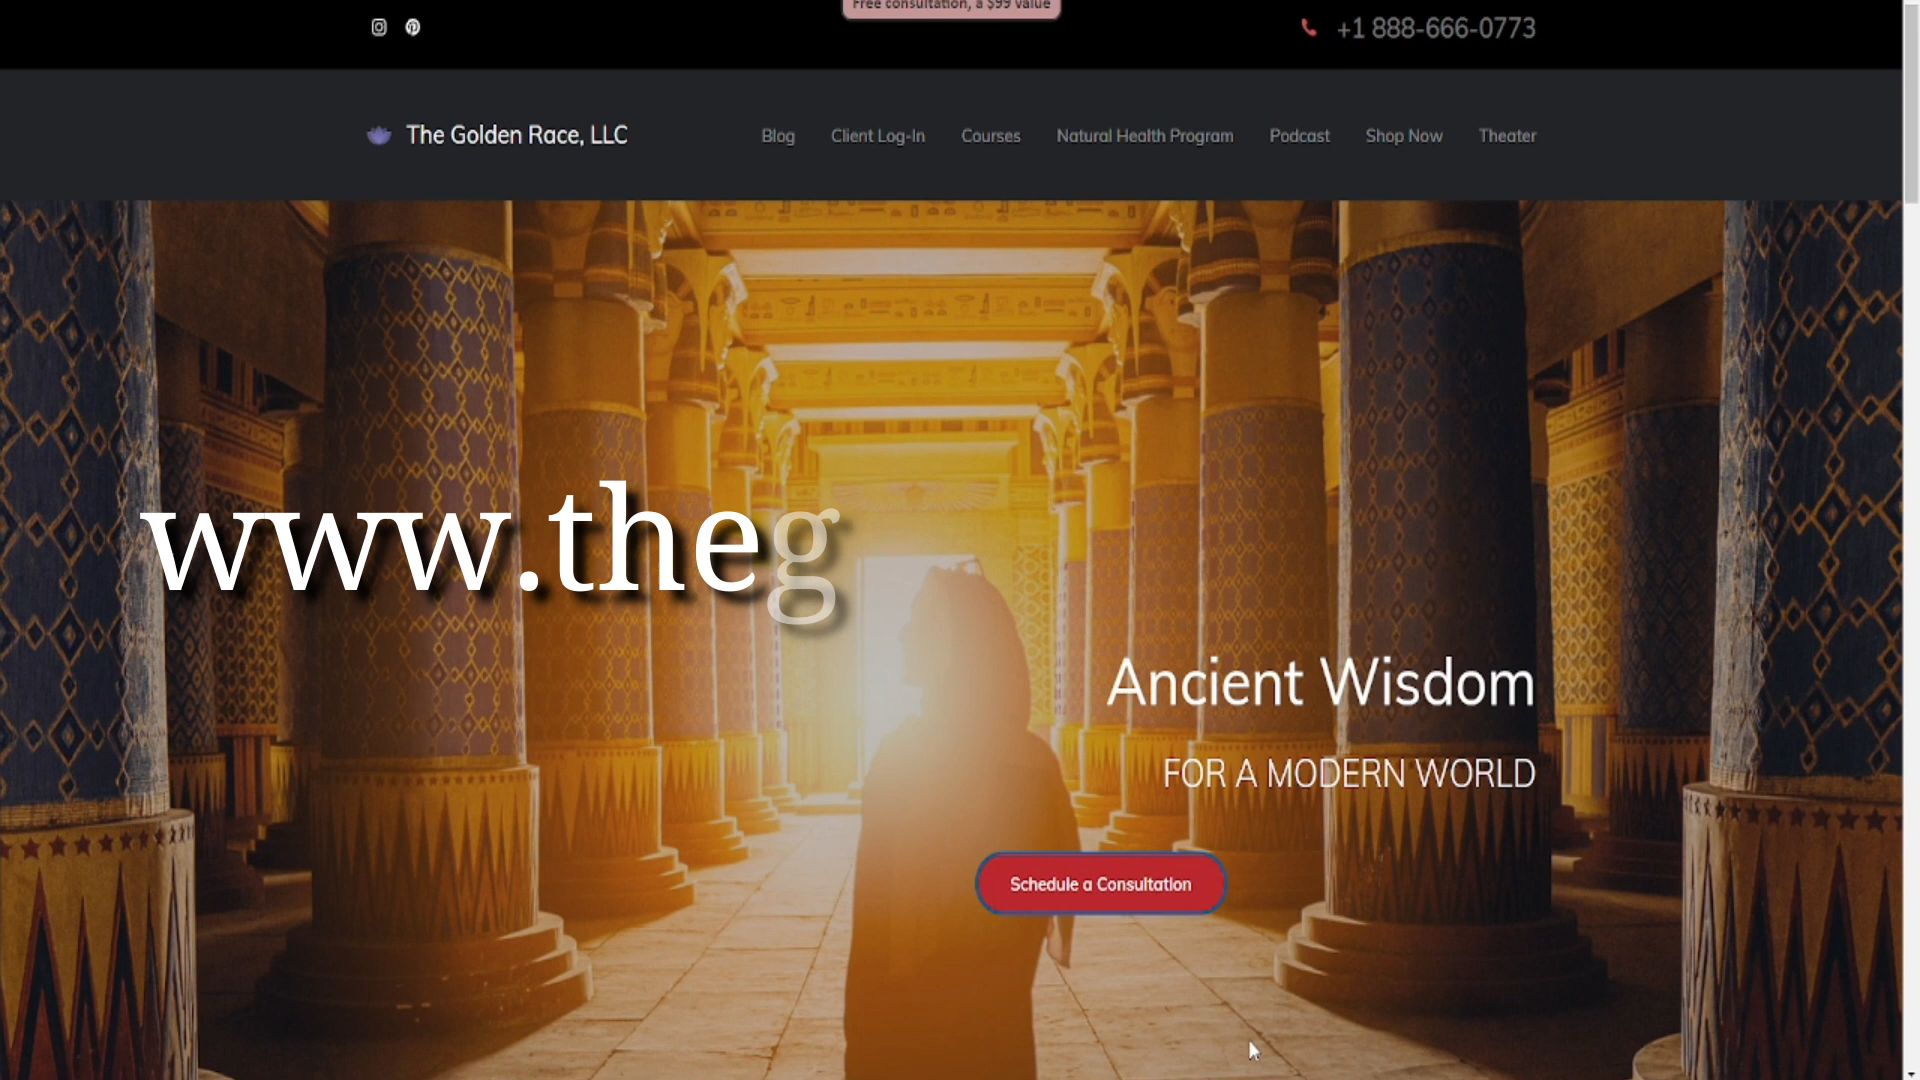 Free consultation, a $99 value
+1 888-666-0773
The Golden Race, LLC
Blog Client Log-In Courses Natural Health Program Podcast Shop Now Theater
www.theg
Ancient Wisdom
FOR A MODERN WORLD
Schedule a Consultation